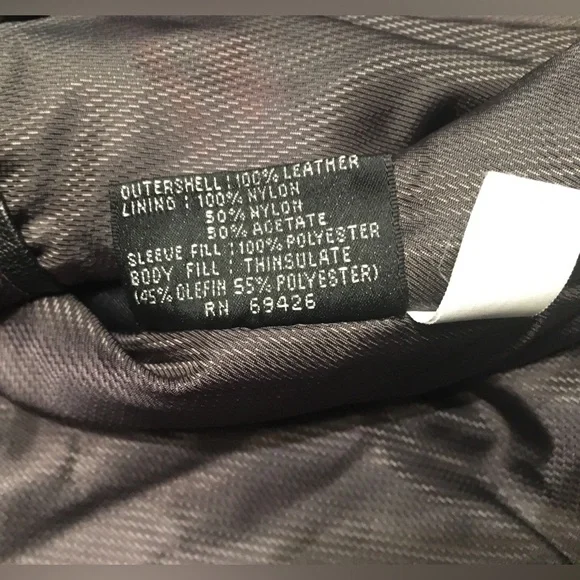 OUTERSHELL : 100% LEATHER
LINING : 100% NYLON
50% NYLON
50% ACETATE
SLEEVE FILL : 100% POLYESTER
BODY FILL : THINSULATE
(45% OLEFIN 55% POLYESTER)
RN 69426